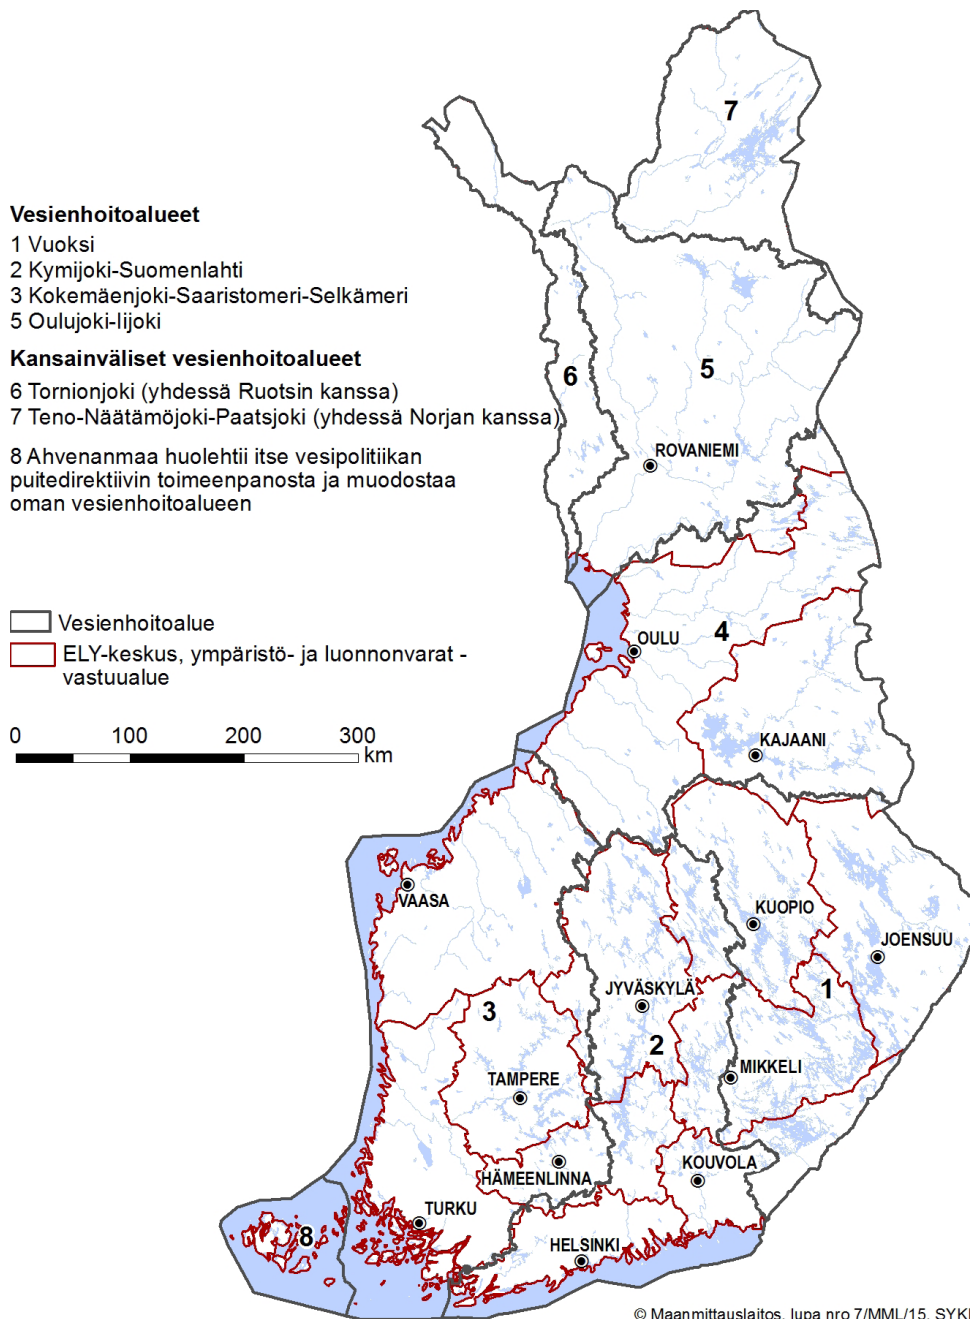 Vesienhoitoalueet
1 Vuoksi
2 Kymijoki-Suomenlahti
3 Kokemäenjoki-Saaristomeri-Selkämeri
5 Oulujoki-Iijoki
Kansainväliset vesienhoitoalueet
6 Tornionjoki (yhdessä Ruotsin kanssa)
7 Teno-Näätämöjoki-Paatsjoki (yhdessä Norjan kanssa)
8 Ahvenanmaa huolehtii itse vesipolitiikan
puitedirektiivin toimeenpanosta ja muodostaa
oman vesienhoitoalueen
Vesienhoitoalue
ELY-keskus, ympäristö- ja luonnonvarat -
vastuualue
0 100 200 300
km
7
6
5
ROVANIEMI
4
OULU
KAJAANI
VAASA
KUOPIO
JOENSUU
JYVÄSKYLÄ
1
3
2
MIKKELI
TAMPERE
HÄMEENLINNA
KOUVOLA
TURKU
8
HELSINKI
© Maanmittauslaitos, lupa nro 7/MML/15, SYKE